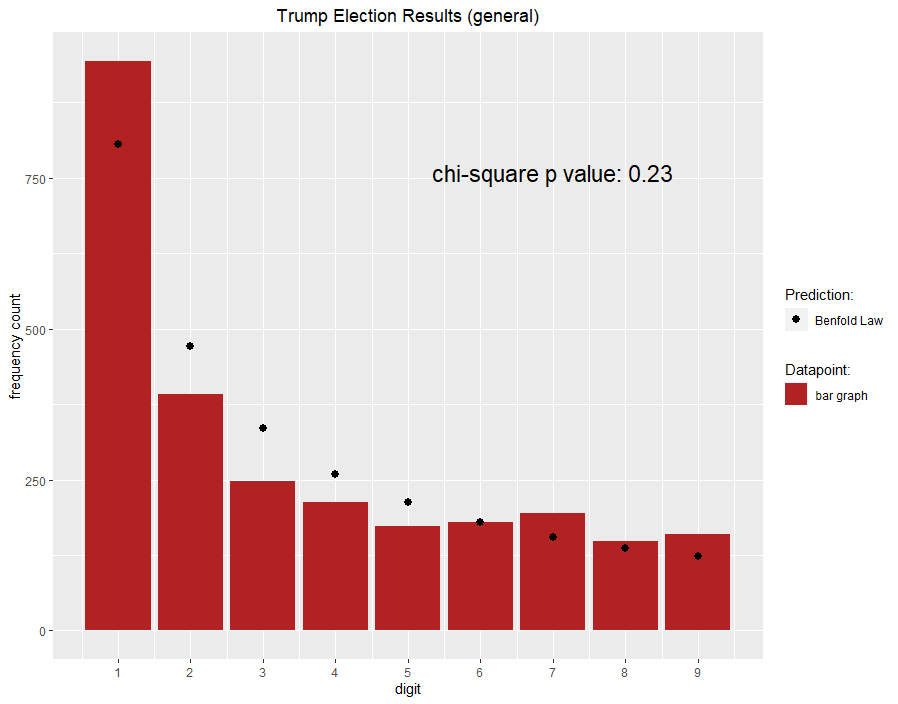 Trump Election Results (general)
chi-square p value: 0.23
frequency count
750
500
250
0
1 2 3 4 5 6 7 8 9
digit
Prediction:
Benfold Law
Datapoint:
bar graph